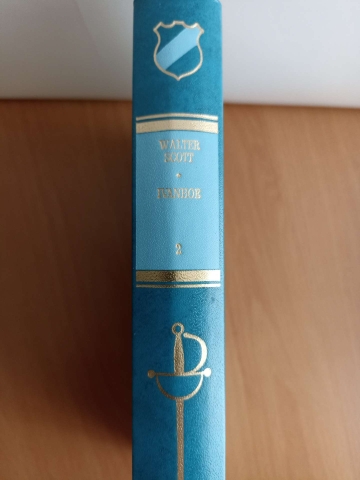 WALTER
SCOTT
•
IVANHOE
2